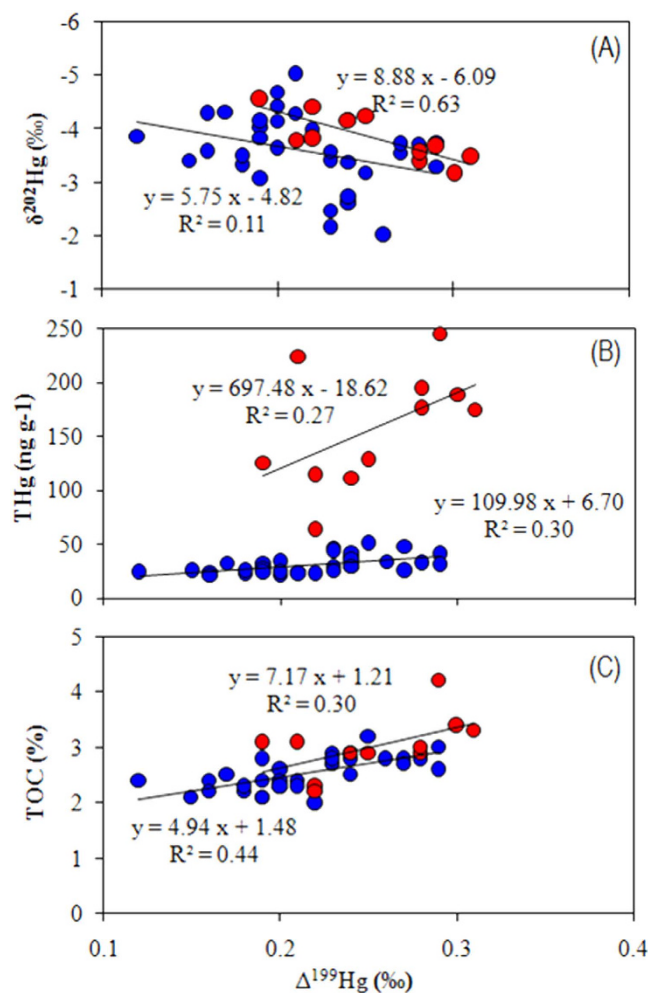 -6
(A)
-5
y = 8.88 x - 6.09
R² = 0.63
-4
δ²⁰²Hg (‰)
-3
y = 5.75 x - 4.82
R² = 0.11
-2
-1
250
(B)
200
y = 697.48 x - 18.62
R² = 0.27
150
THg (ng g-1)
100
y = 109.98 x + 6.70
R² = 0.30
50
0
5
(C)
y = 7.17 x + 1.21
R² = 0.30
4
3
TOC (%)
2
y = 4.94 x + 1.48
R² = 0.44
1
0
0.1 0.2 0.3 0.4
Δ¹⁹⁹Hg (‰)